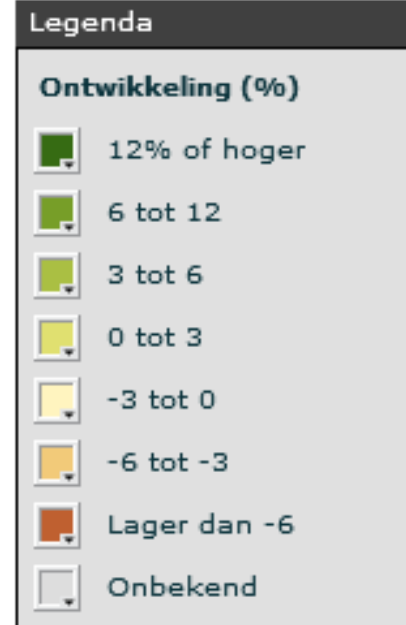 Legenda
Ontwikkeling (%)
12% of hoger
6 tot 12
3 tot 6
0 tot 3
-3 tot 0
-6 tot -3
Lager dan -6
Onbekend